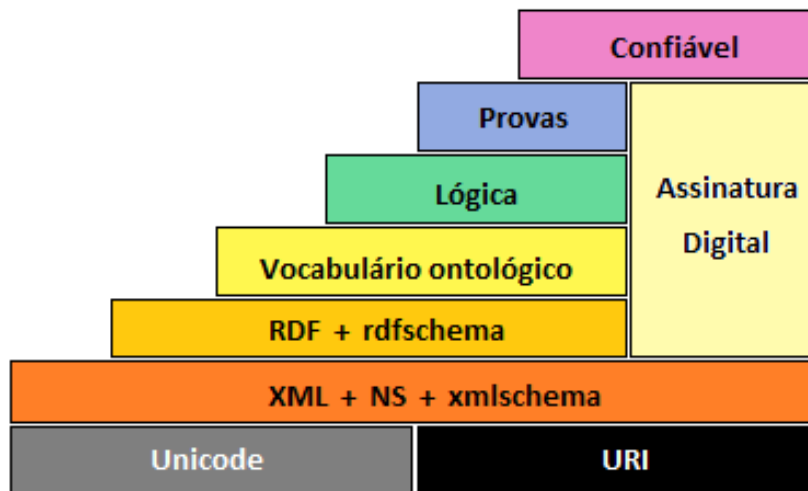 Confiável
Provas
Assinatura
Digital
Lógica
Vocabulário ontológico
RDF + rdfschema
XML + NS + xmlschema
Unicode
URI